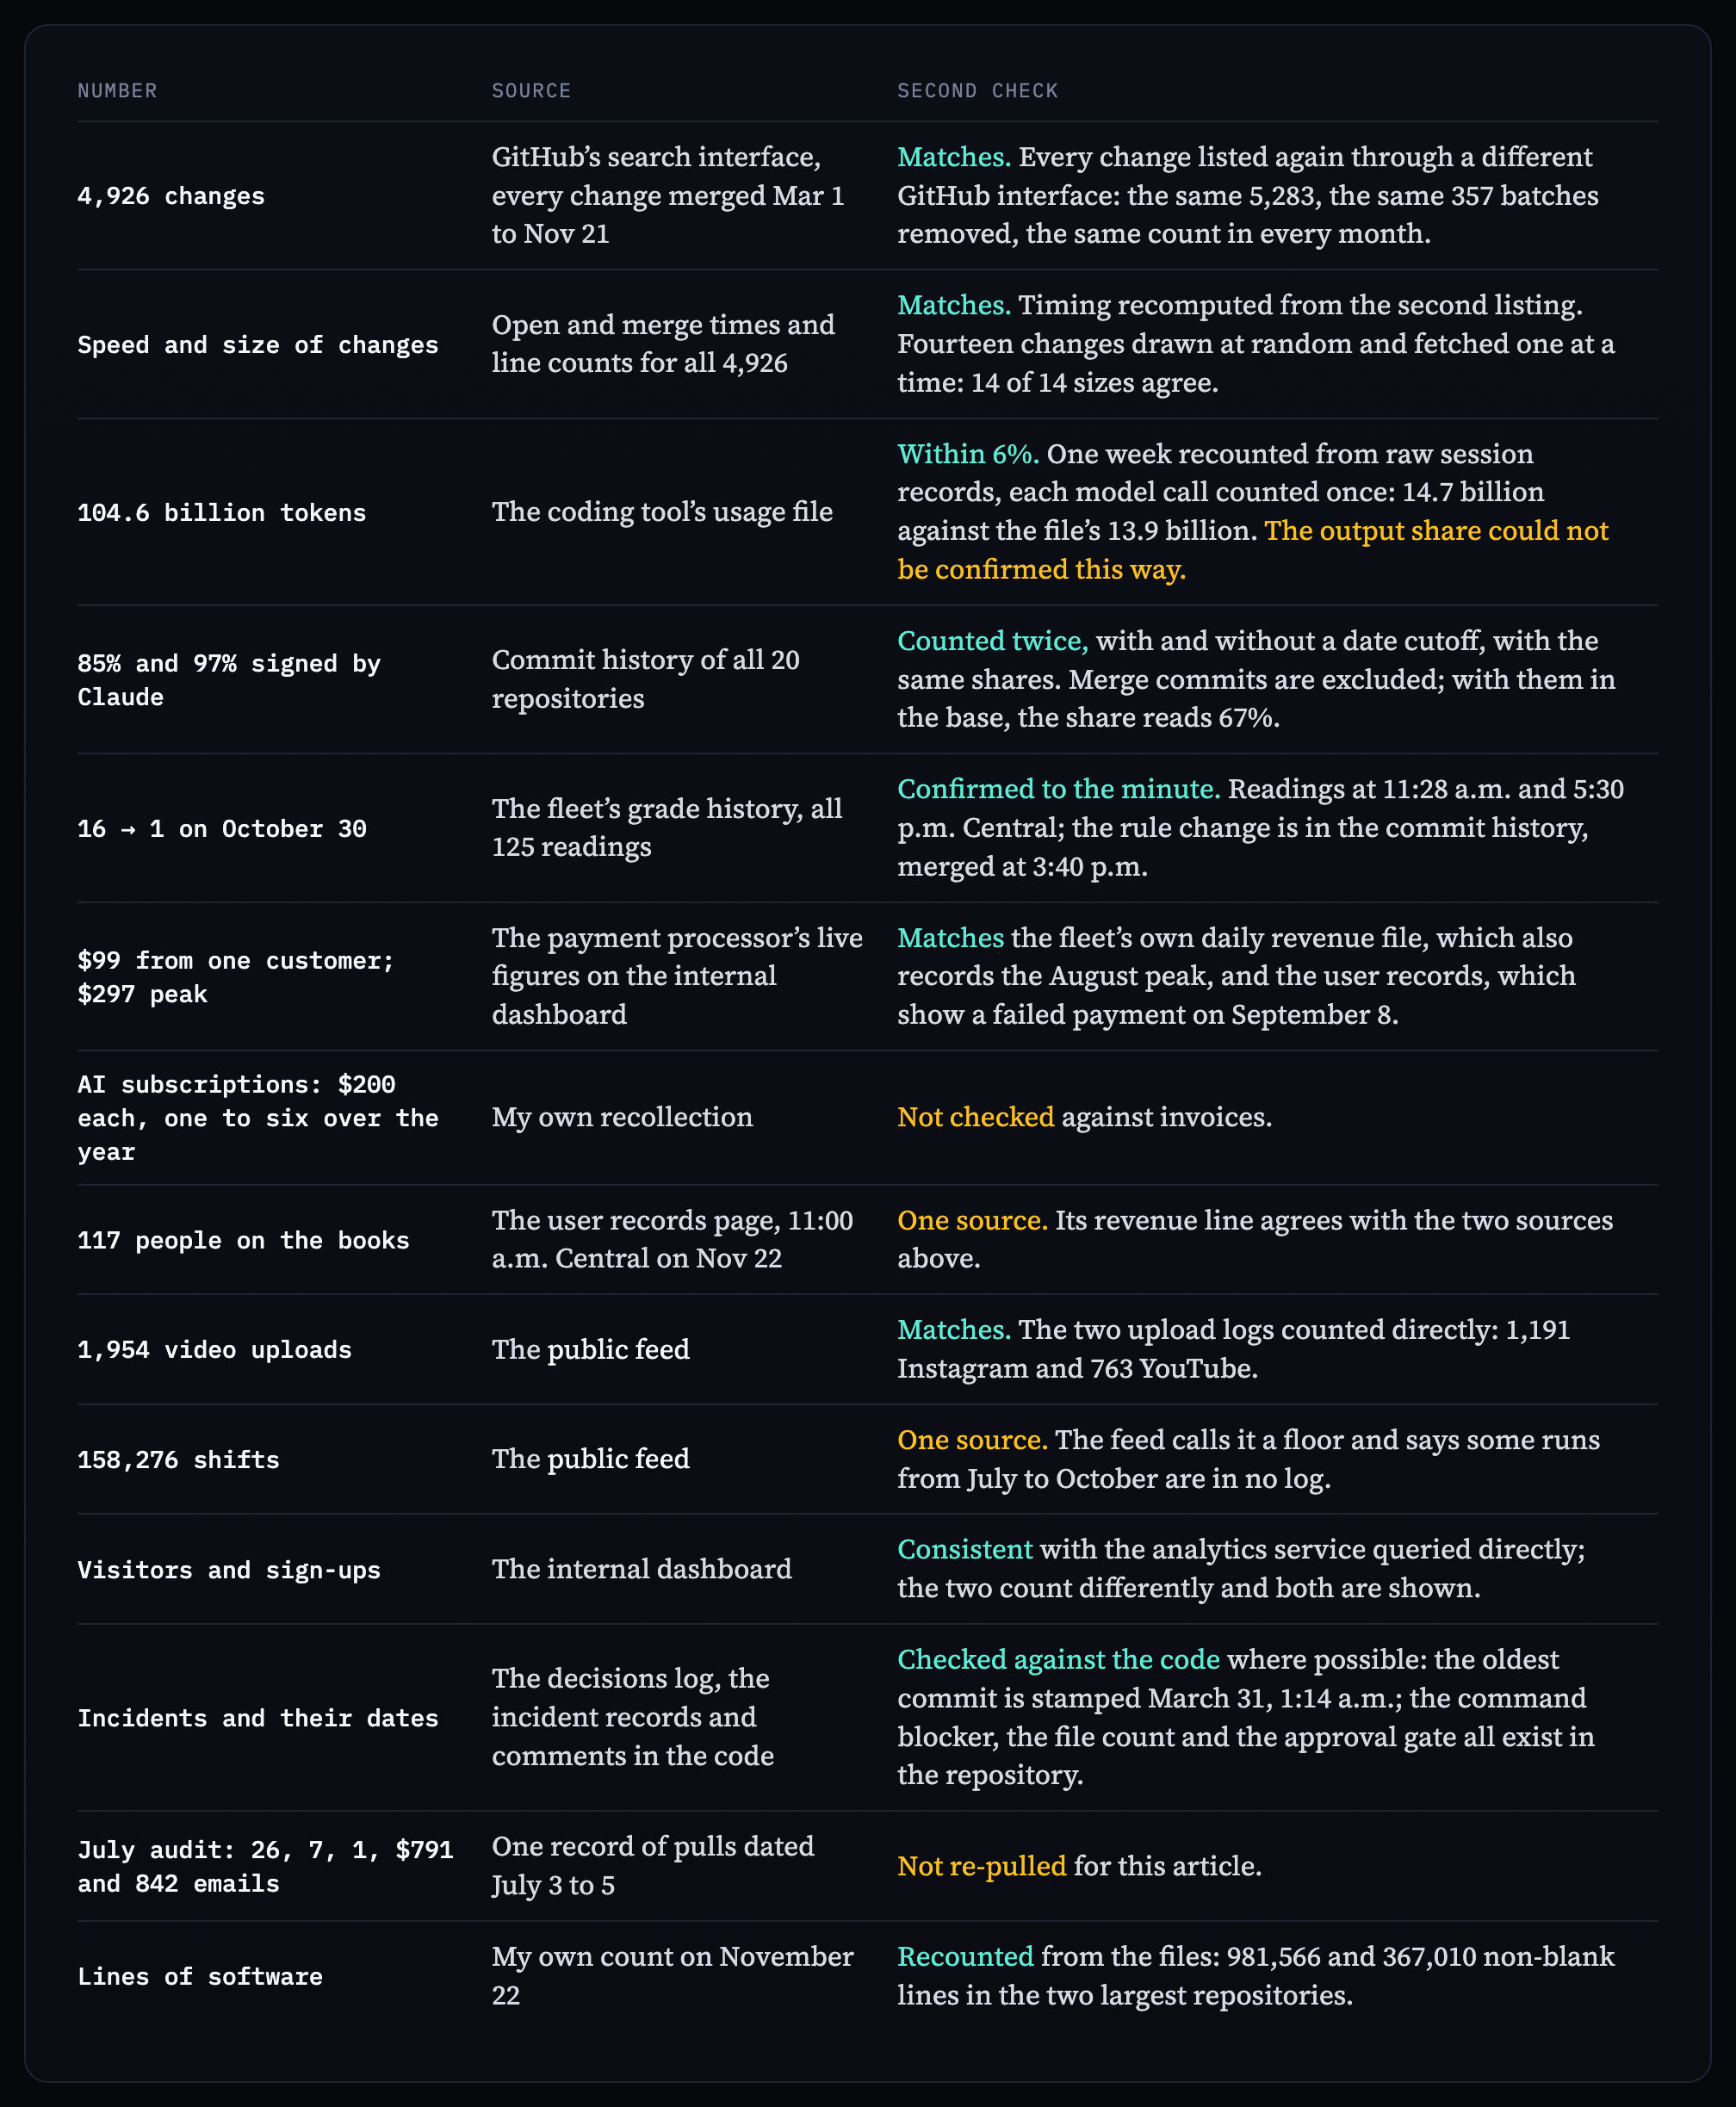 NUMBER
SOURCE
SECOND CHECK
4,926 changes
GitHub’s search interface,
every change merged Mar 1
to Nov 21
Matches. Every change listed again through a different
GitHub interface: the same 5,283, the same 357 batches
removed, the same count in every month.
Speed and size of changes
Open and merge times and
line counts for all 4,926
Matches. Timing recomputed from the second listing.
Fourteen changes drawn at random and fetched one at a
time: 14 of 14 sizes agree.
104.6 billion tokens
The coding tool’s usage file
Within 6%. One week recounted from raw session
records, each model call counted once: 14.7 billion
against the file’s 13.9 billion. The output share could not
be confirmed this way.
85% and 97% signed by
Claude
Commit history of all 20
repositories
Counted twice, with and without a date cutoff, with the
same shares. Merge commits are excluded; with them in
the base, the share reads 67%.
16 → 1 on October 30
The fleet’s grade history, all
125 readings
Confirmed to the minute. Readings at 11:28 a.m. and 5:30
p.m. Central; the rule change is in the commit history,
merged at 3:40 p.m.
$99 from one customer;
$297 peak
The payment processor’s live
figures on the internal
dashboard
Matches the fleet’s own daily revenue file, which also
records the August peak, and the user records, which
show a failed payment on September 8.
AI subscriptions: $200
each, one to six over the
year
My own recollection
Not checked against invoices.
117 people on the books
The user records page, 11:00
a.m. Central on Nov 22
One source. Its revenue line agrees with the two sources
above.
1,954 video uploads
The public feed
Matches. The two upload logs counted directly: 1,191
Instagram and 763 YouTube.
158,276 shifts
The public feed
One source. The feed calls it a floor and says some runs
from July to October are in no log.
Visitors and sign-ups
The internal dashboard
Consistent with the analytics service queried directly;
the two count differently and both are shown.
Incidents and their dates
The decisions log, the
incident records and
comments in the code
Checked against the code where possible: the oldest
commit is stamped March 31, 1:14 a.m.; the command
blocker, the file count and the approval gate all exist in
the repository.
July audit: 26, 7, 1, $791
and 842 emails
One record of pulls dated
July 3 to 5
Not re-pulled for this article.
Lines of software
My own count on November
22
Recounted from the files: 981,566 and 367,010 non-blank
lines in the two largest repositories.